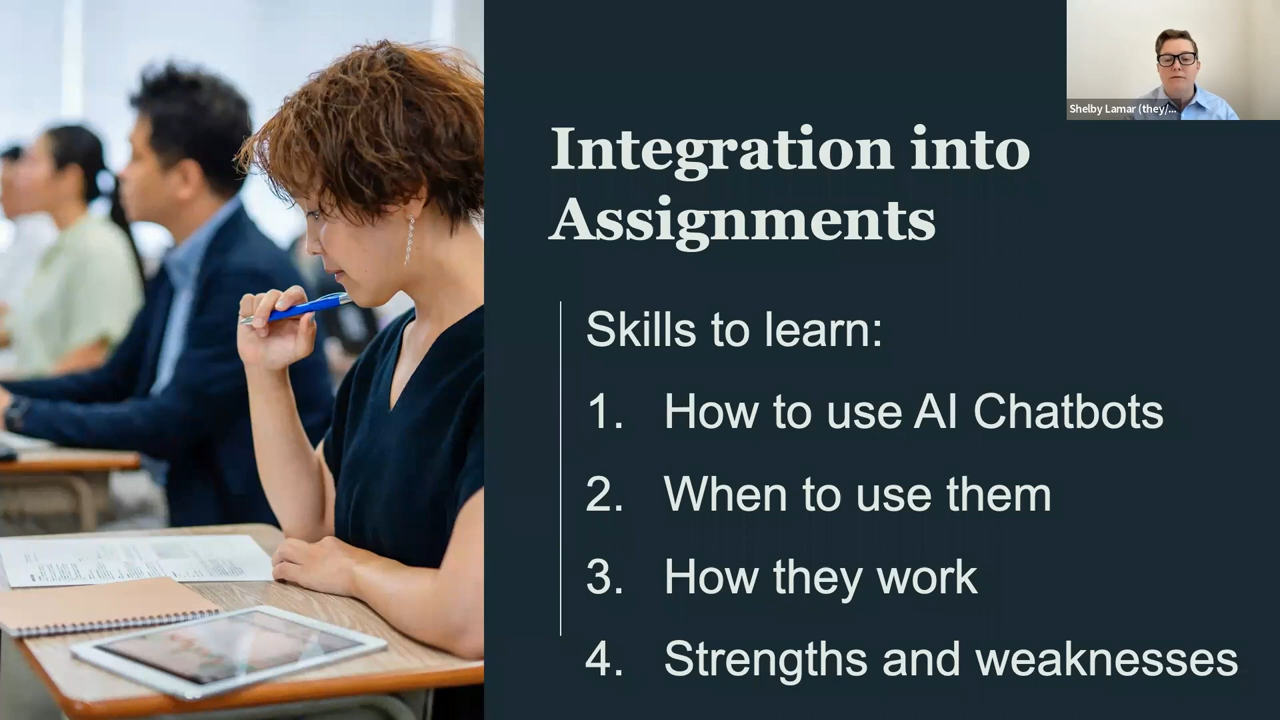 Shelby Lamar (they/...
Integration into
Assignments
Skills to learn:
1. How to use AI Chatbots
2. When to use them
3. How they work
4. Strengths and weaknesses